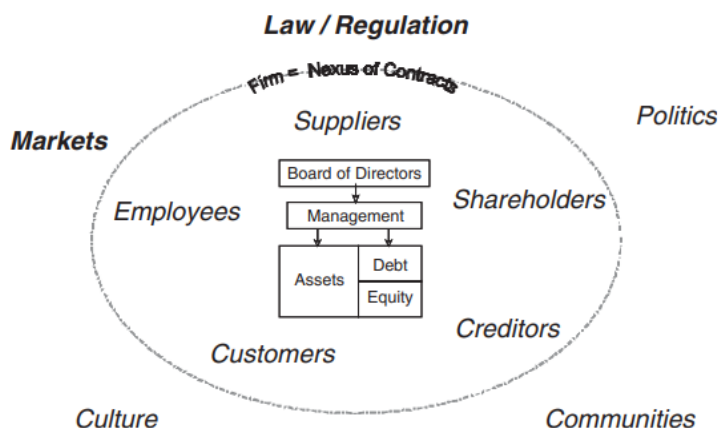 Law / Regulation
Firm = Nexus of Contracts
Suppliers
Politics
Markets
Board of Directors
Employees
Shareholders
Management
Assets
Debt
Equity
Creditors
Customers
Culture
Communities